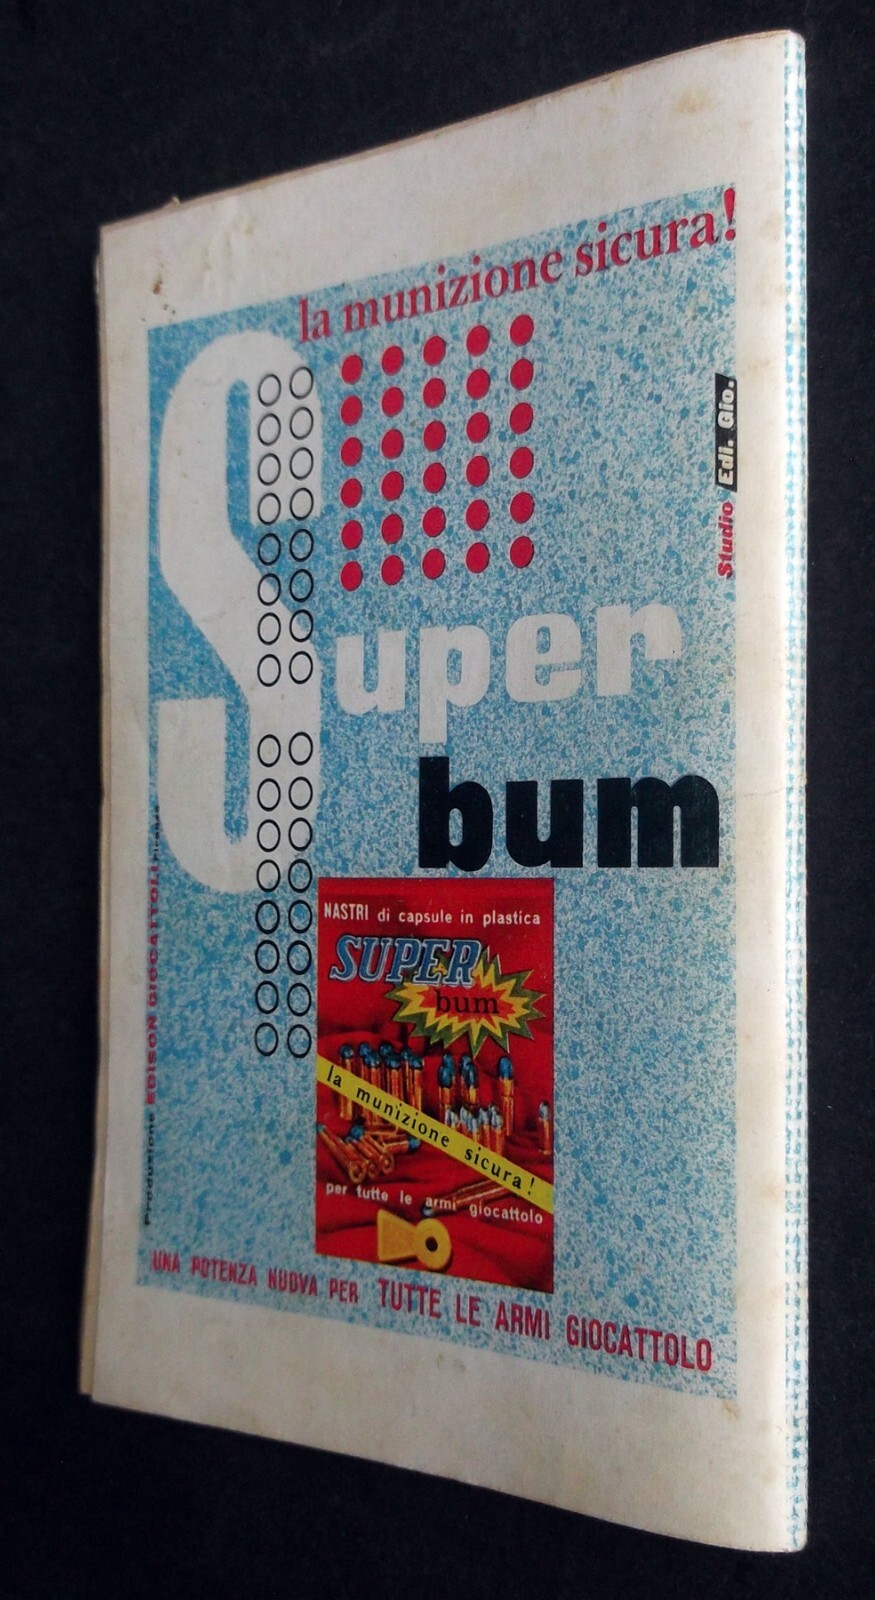 la munizione sicura!
Super
bum
Studio Edi. Gio.
NASTRI di capsule in plastica
SUPER
bum
la munizione sicura!
per tutte le armi giocattolo
Produzione EDISON GIOCATTOLI Firenze
UNA POTENZA NUOVA PER TUTTE LE ARMI GIOCATTOLO